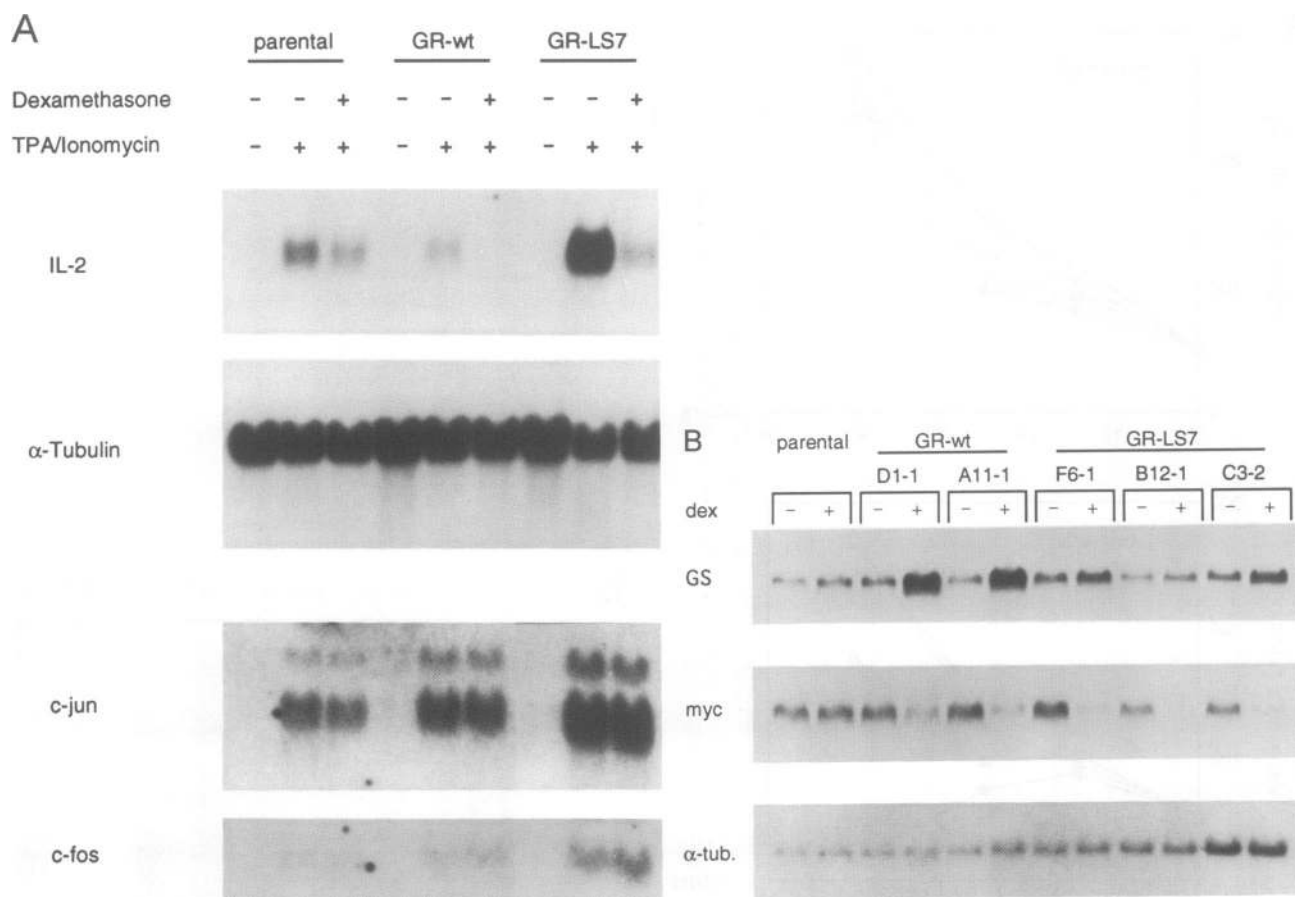 A
parental GR-wt GR-LS7
Dexamethasone - - + - - + - - +
TPA/Ionomycin - + + - + + - + +
IL-2
α-Tubulin
c-jun
c-fos
B
parental GR-wt GR-LS7
D1-1 A11-1 F6-1 B12-1 C3-2
dex - + - + - + - + - + - +
GS
myc
α-tub.